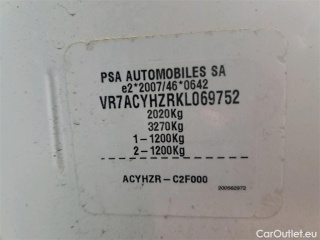 PSA AUTOMOBILES SA
e2*2007/46*0642
VR7ACYHZRKL069752
2020Kg
3270Kg
1-1200Kg
2-1200Kg
ACYHZR-C2F000
CarOutlet.eu